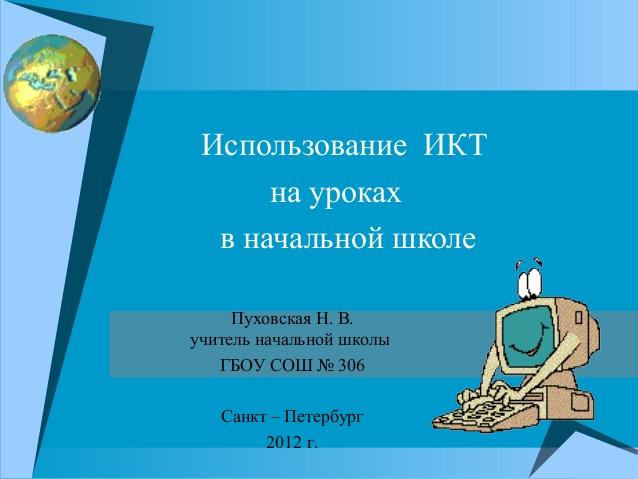 Использование ИКТ
на уроках
в начальной школе
Пуховская Н. В.
учитель начальной школы
ГБОУ СОШ № 306
Санкт – Петербург
2012 г.